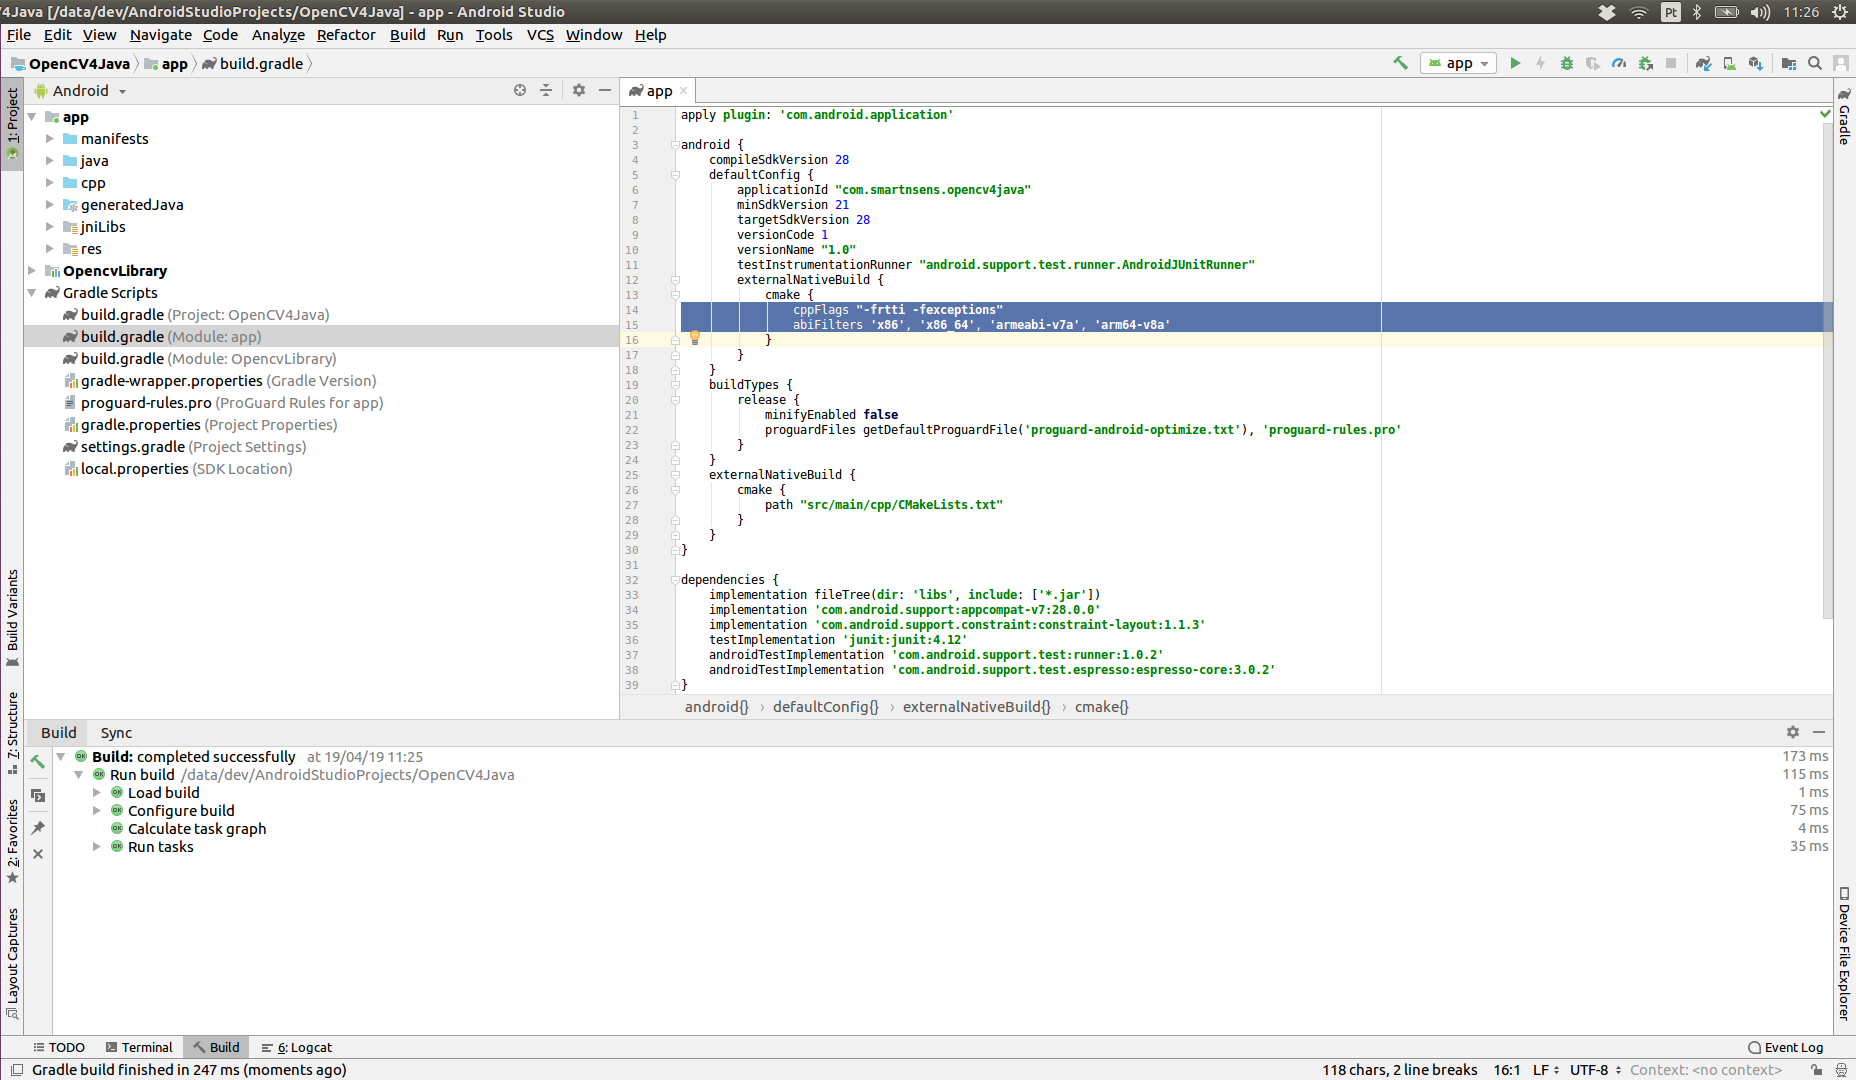 4Java [/data/dev/AndroidStudioProjects/OpenCV4Java] - app - Android Studio
Pt
11:26
File Edit View Navigate Code Analyze Refactor Build Run Tools VCS Window Help
OpenCV4Java app build.gradle
app
1: Project
Build Variants
7: Structure
2: Favorites
Layout Captures
Android
app
manifests
java
cpp
generatedJava
jniLibs
res
OpencvLibrary
Gradle Scripts
build.gradle (Project: OpenCV4Java)
build.gradle (Module: app)
build.gradle (Module: OpencvLibrary)
gradle-wrapper.properties (Gradle Version)
proguard-rules.pro (ProGuard Rules for app)
gradle.properties (Project Properties)
settings.gradle (Project Settings)
local.properties (SDK Location)
app
1 apply plugin: 'com.android.application'
2
3 android {
4 compileSdkVersion 28
5 defaultConfig {
6 applicationId "com.smartnsens.opencv4java"
7 minSdkVersion 21
8 targetSdkVersion 28
9 versionCode 1
10 versionName "1.0"
11 testInstrumentationRunner "android.support.test.runner.AndroidJUnitRunner"
12 externalNativeBuild {
13 cmake {
14 cppFlags "-frtti -fexceptions"
15 abiFilters 'x86', 'x86_64', 'armeabi-v7a', 'arm64-v8a'
16 }
17 }
18 }
19 buildTypes {
20 release {
21 minifyEnabled false
22 proguardFiles getDefaultProguardFile('proguard-android-optimize.txt'), 'proguard-rules.pro'
23 }
24 }
25 externalNativeBuild {
26 cmake {
27 path "src/main/cpp/CMakeLists.txt"
28 }
29 }
30 }
31
32 dependencies {
33 implementation fileTree(dir: 'libs', include: ['*.jar'])
34 implementation 'com.android.support:appcompat-v7:28.0.0'
35 implementation 'com.android.support.constraint:constraint-layout:1.1.3'
36 testImplementation 'junit:junit:4.12'
37 androidTestImplementation 'com.android.support.test:runner:1.0.2'
38 androidTestImplementation 'com.android.support.test.espresso:espresso-core:3.0.2'
39 }
android{} › defaultConfig{} › externalNativeBuild{} › cmake{}
Gradle
Device File Explorer
Build Sync
Build: completed successfully at 19/04/19 11:25 173 ms
Run build /data/dev/AndroidStudioProjects/OpenCV4Java 115 ms
Load build 1 ms
Configure build 75 ms
Calculate task graph 4 ms
Run tasks 35 ms
TODO Terminal Build 6: Logcat Event Log
Gradle build finished in 247 ms (moments ago) 118 chars, 2 line breaks 16:1 LF UTF-8 Context: <no context>